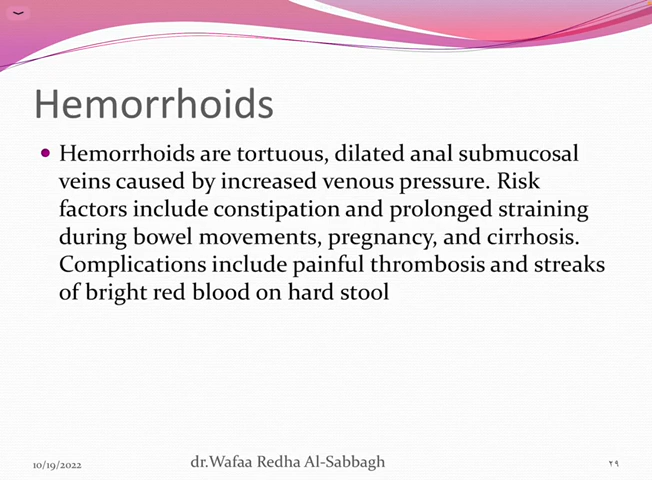 Hemorrhoids
Hemorrhoids are tortuous, dilated anal submucosal
veins caused by increased venous pressure. Risk
factors include constipation and prolonged straining
during bowel movements, pregnancy, and cirrhosis.
Complications include painful thrombosis and streaks
of bright red blood on hard stool
10/19/2022
dr.Wafaa Redha Al-Sabbagh
٢٩